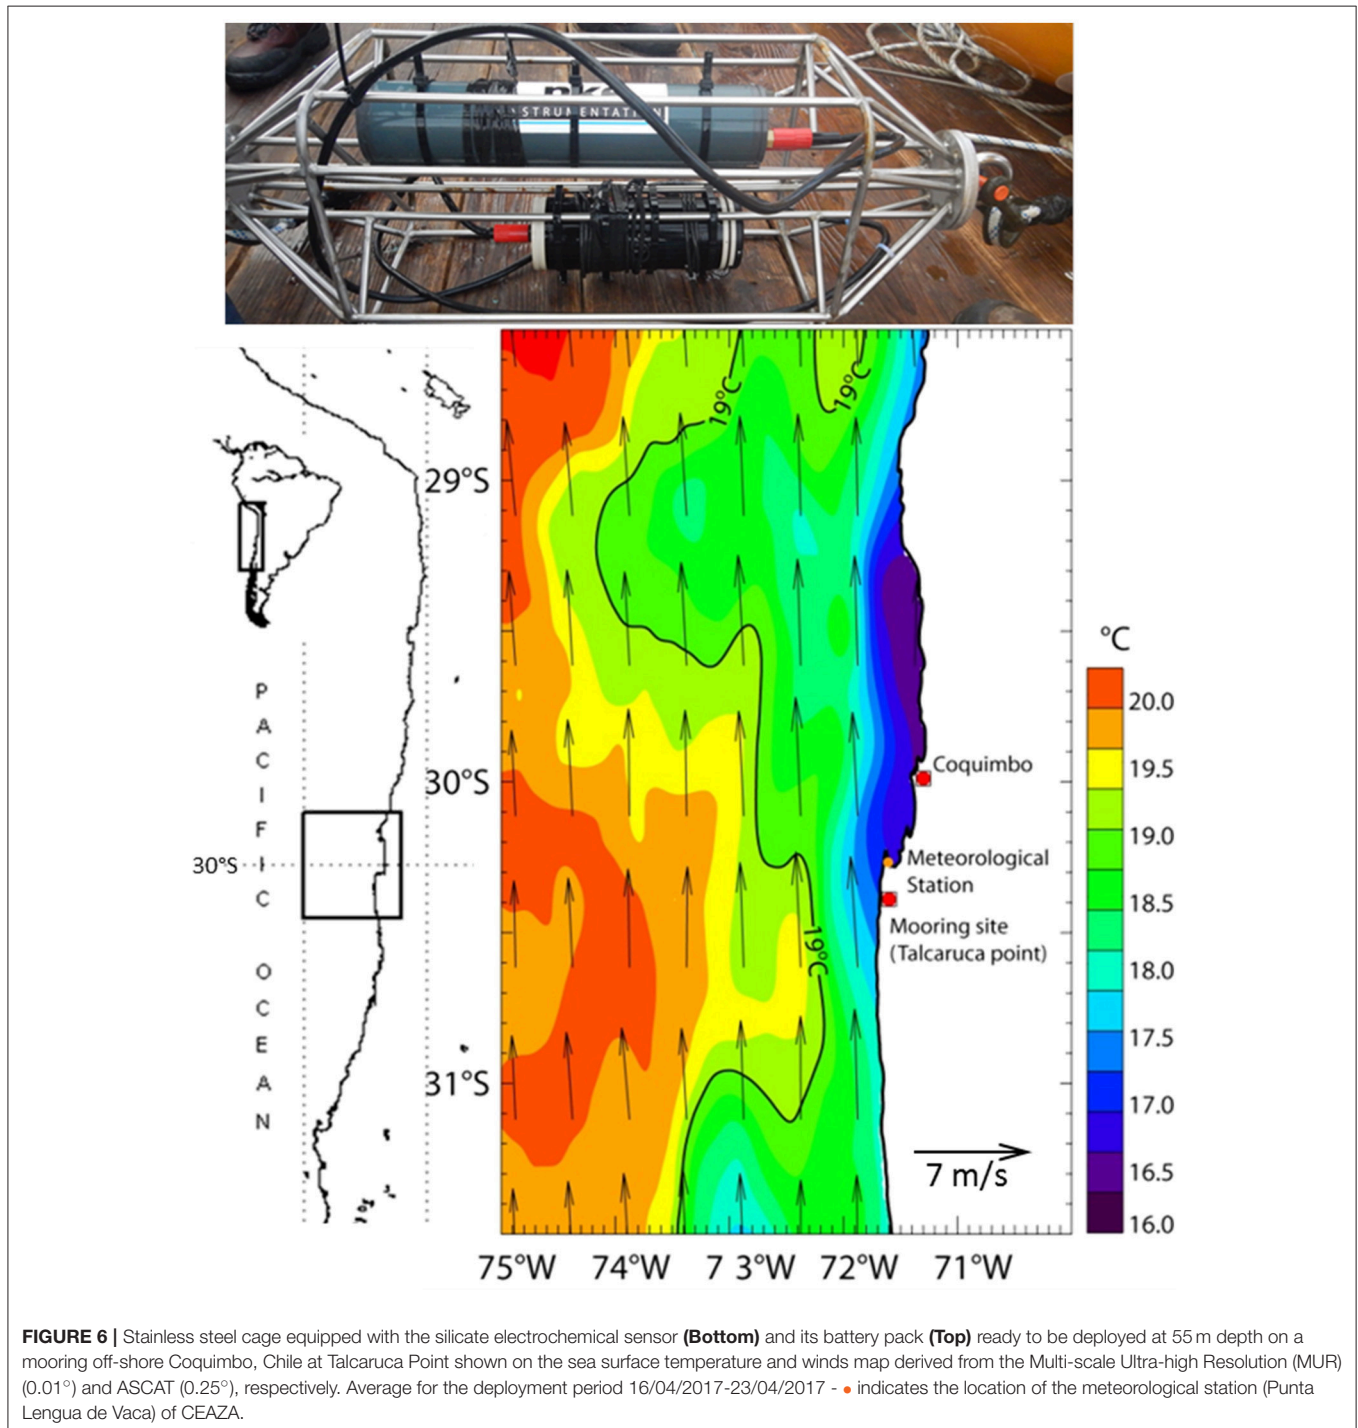 STRUMENTATION
19°C
19°C
29°S
°C
PACIFIC OCEAN
20.0
Coquimbo
19.5
30°S
19.0
30°S
Meteorological
Station
18.5
Mooring site
(Talcaruca point)
19°C
18.0
17.5
31°S
17.0
7 m/s
16.5
16.0
75°W 74°W 7 3°W 72°W 71°W
FIGURE 6 | Stainless steel cage equipped with the silicate electrochemical sensor (Bottom) and its battery pack (Top) ready to be deployed at 55 m depth on a
mooring off-shore Coquimbo, Chile at Talcaruca Point shown on the sea surface temperature and winds map derived from the Multi-scale Ultra-high Resolution (MUR)
(0.01°) and ASCAT (0.25°), respectively. Average for the deployment period 16/04/2017-23/04/2017 - • indicates the location of the meteorological station (Punta
Lengua de Vaca) of CEAZA.